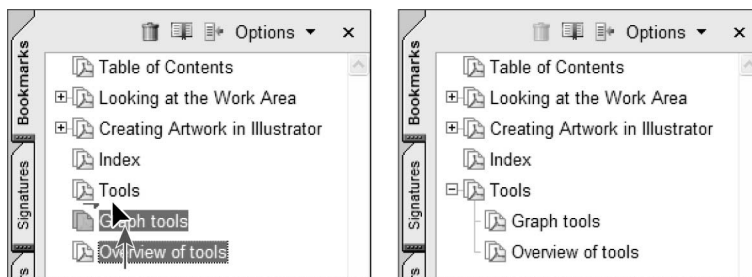 Options
Bookmarks
Signatures
Table of Contents
Looking at the Work Area
Creating Artwork in Illustrator
Index
Tools
Graph tools
Overview of tools
Options
Bookmarks
Signatures
Table of Contents
Looking at the Work Area
Creating Artwork in Illustrator
Index
Tools
Graph tools
Overview of tools